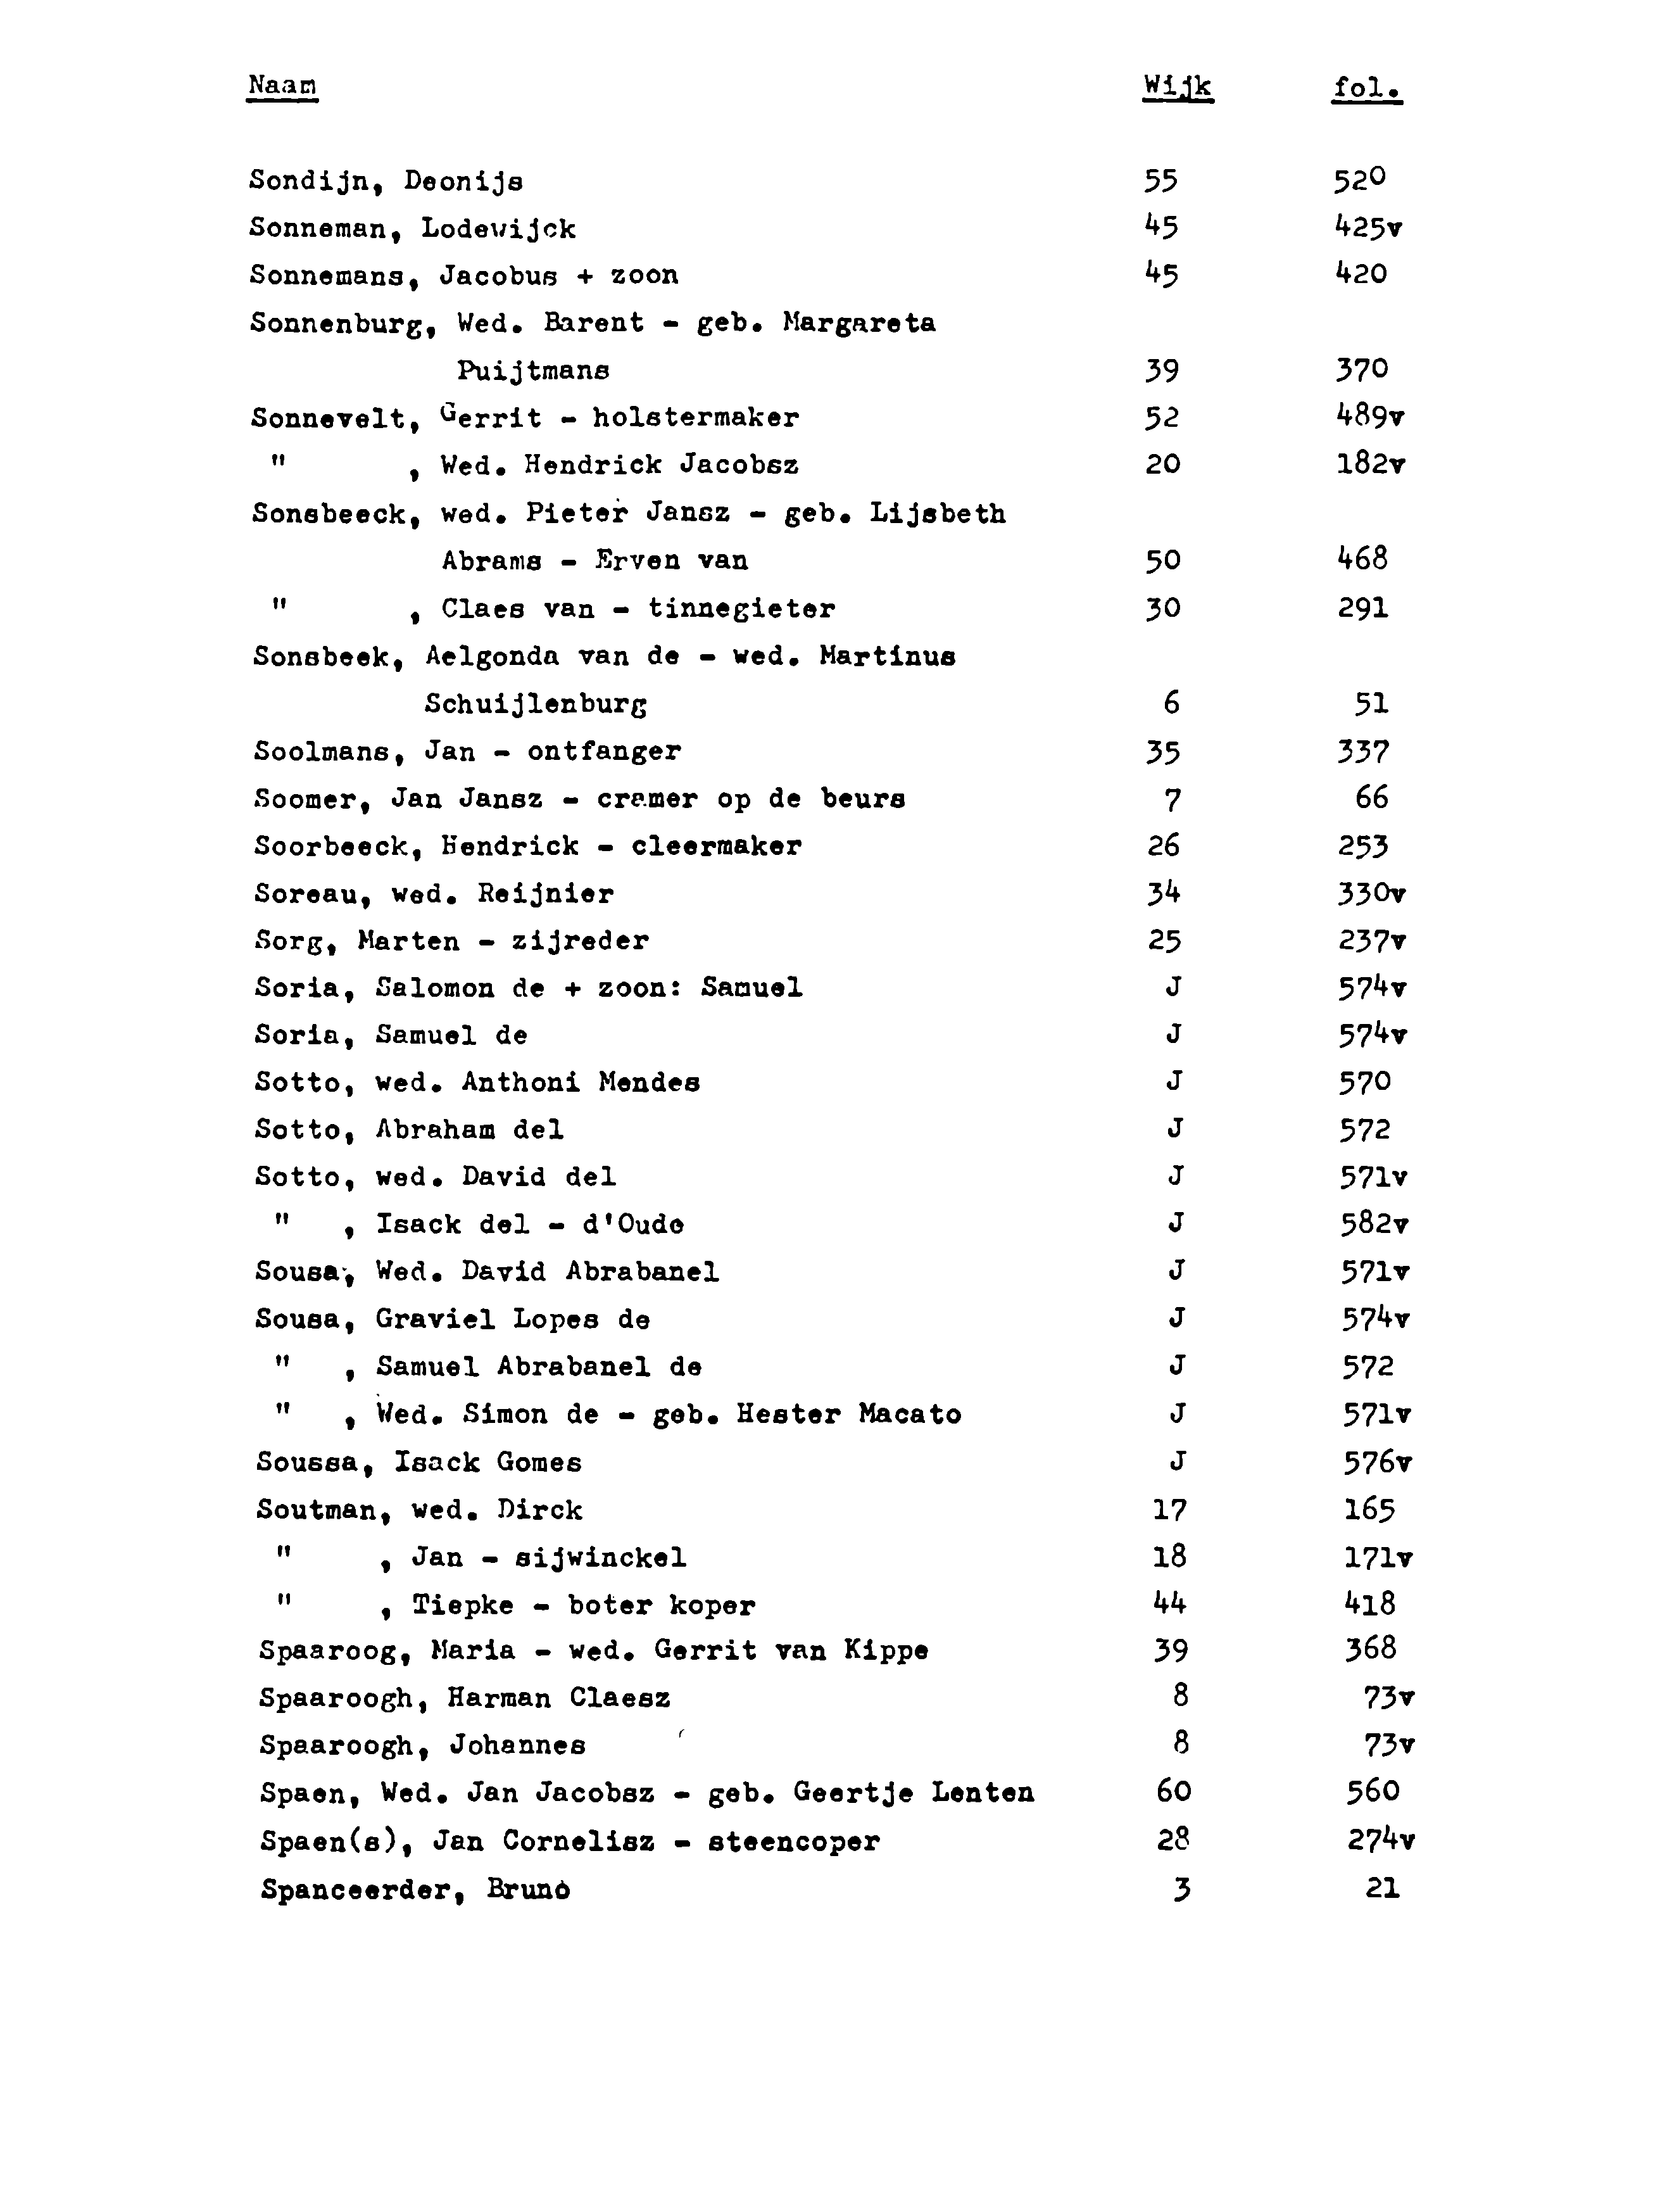 Naam Wijk fol.
Sondijn, Deonijs 55 520
Sonneman, Lodewijck 45 425v
Sonnemans, Jacobus + zoon 45 420
Sonnenburg, Wed. Barent - geb. Margareta
Puijtmans 39 370
Sonnevelt, Gerrit - holstermaker 52 489v
" , Wed. Hendrick Jacobsz 20 182v
Sonsbeeck, wed. Pieter Jansz - geb. Lijsbeth
Abrams - Erven van 50 468
" , Claes van - tinnegieter 30 291
Sonsbeek, Aelgonda van de - wed. Martinus
Schuijlenburg 6 51
Soolmans, Jan - ontfanger 35 337
Soomer, Jan Jansz - cramer op de beurs 7 66
Soorbeeck, Hendrick - cleermaker 26 253
Soreau, wed. Reijnier 34 330v
Sorg, Marten - zijreder 25 237v
Soria, Salomon de + zoon: Samuel J 574v
Soria, Samuel de J 574v
Sotto, wed. Anthoni Mendes J 570
Sotto, Abraham del J 572
Sotto, wed. David del J 571v
" , Isack del - d'Oude J 582v
Sousa, Wed. David Abrabanel J 571v
Sousa, Graviel Lopes de J 574v
" , Samuel Abrabanel de J 572
" , Wed. Simon de - geb. Hester Macato J 571v
Soussa, Isack Gomes J 576v
Soutman, wed. Dirck 17 165
" , Jan - sijwinckel 18 171v
" , Tiepke - boter koper 44 418
Spaaroog, Maria - wed. Gerrit van Kippe 39 368
Spaaroogh, Harman Claesz 8 73v
Spaaroogh, Johannes 8 73v
Spaen, Wed. Jan Jacobsz - geb. Geertje Lenten 60 560
Spaen(s), Jan Cornelisz - steencoper 28 274v
Spanceerder, Bruno 3 21